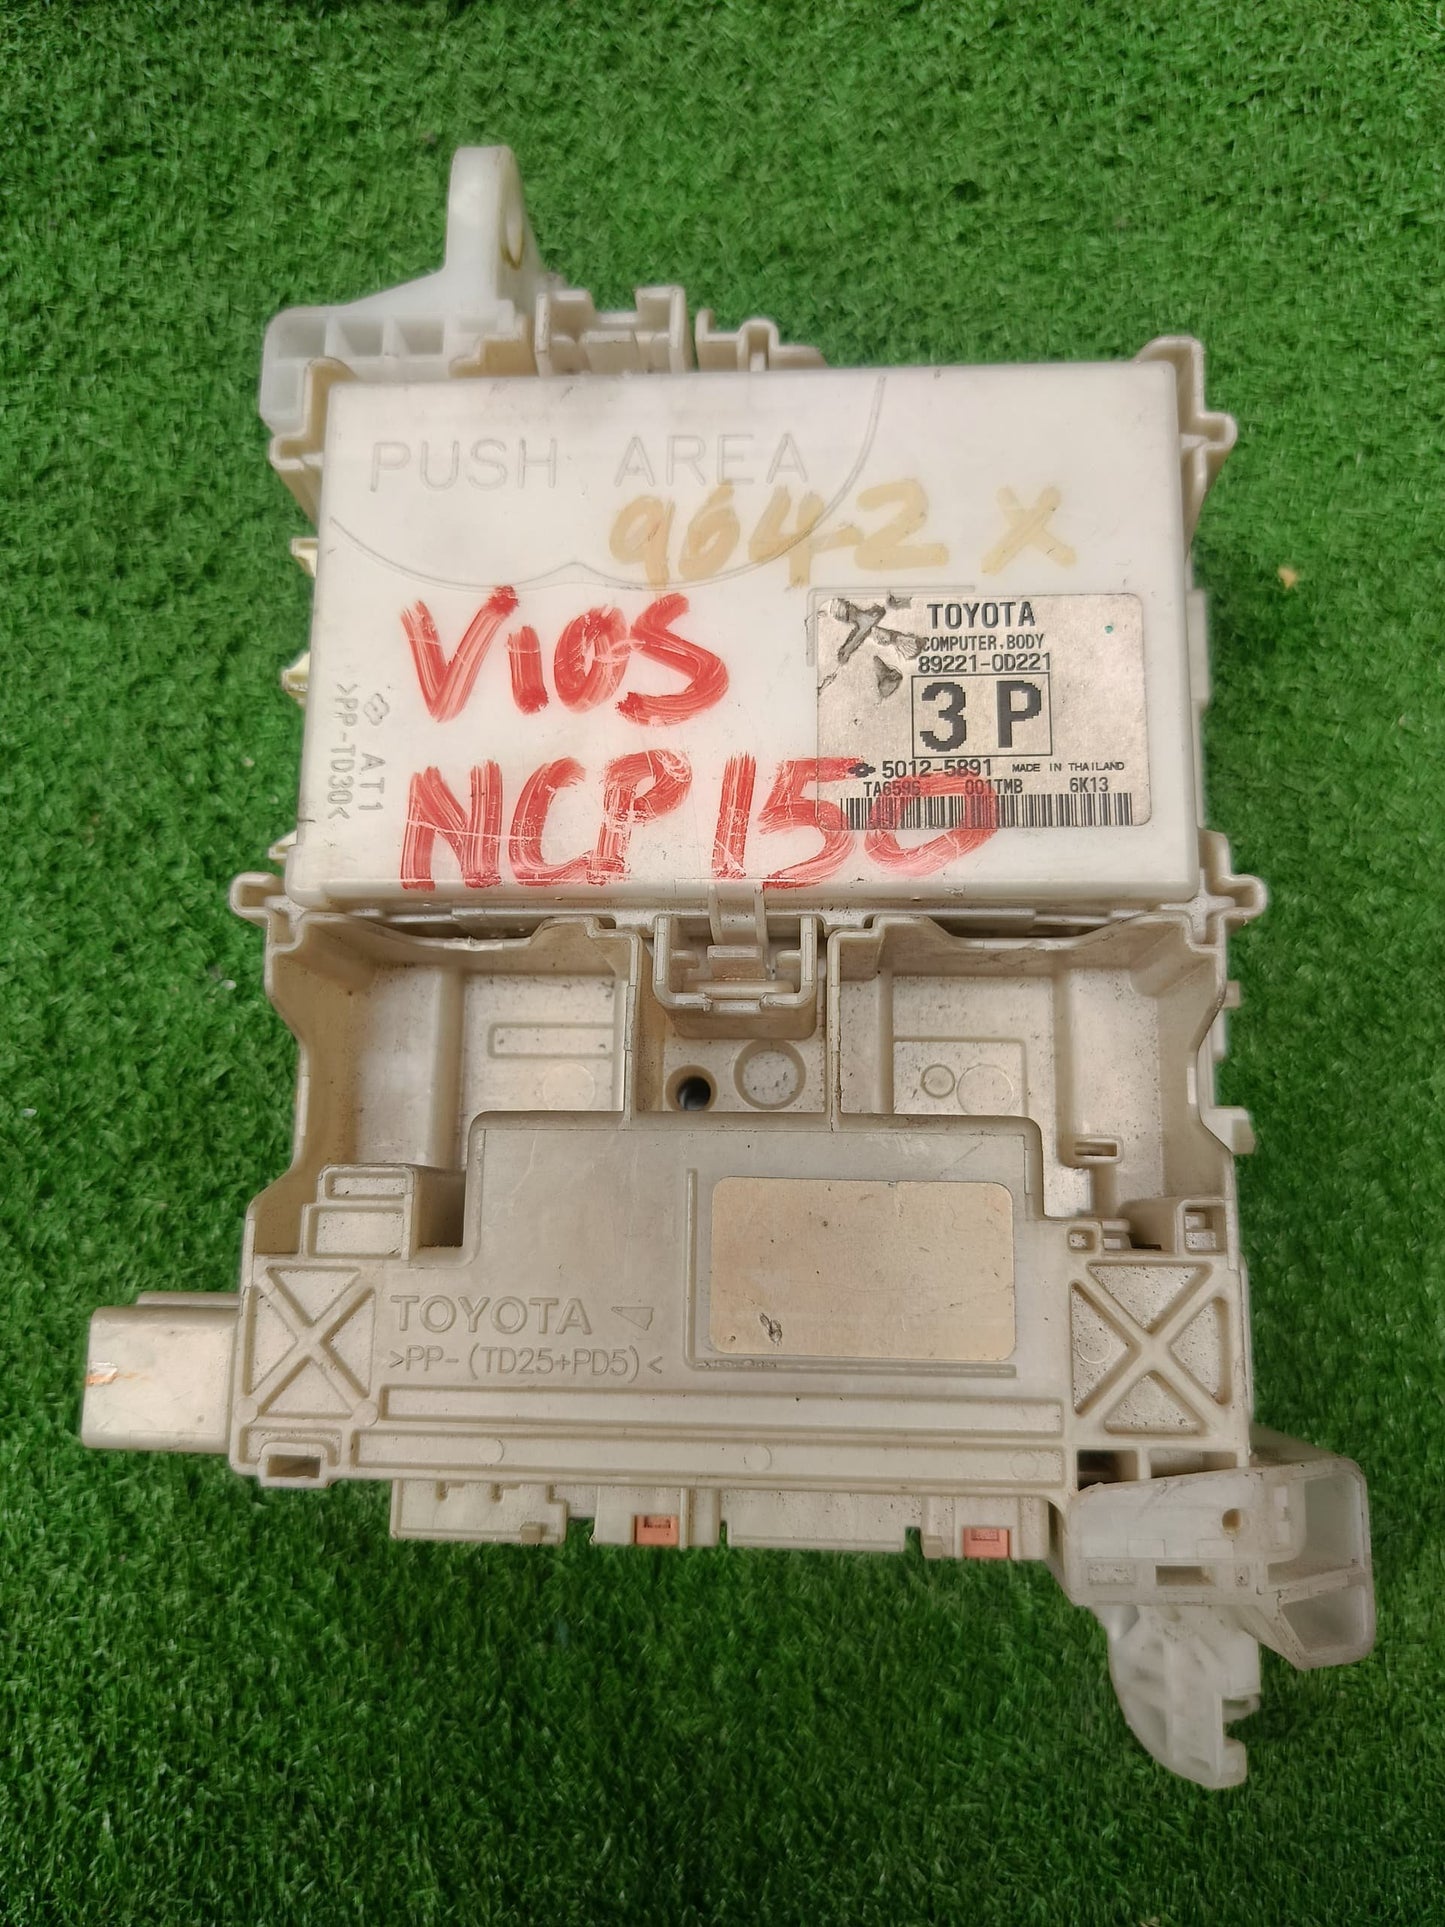 PUSH AREA
9642 X
VIOS
NCP150
TOYOTA
COMPUTER, BODY
89221-0D221
3P
5012-5891 MADE IN THAILAND
TA6595 001TMB 6K13
AT1
>PP-TD30<
TOYOTA
>PP-(TD25+PD5)<